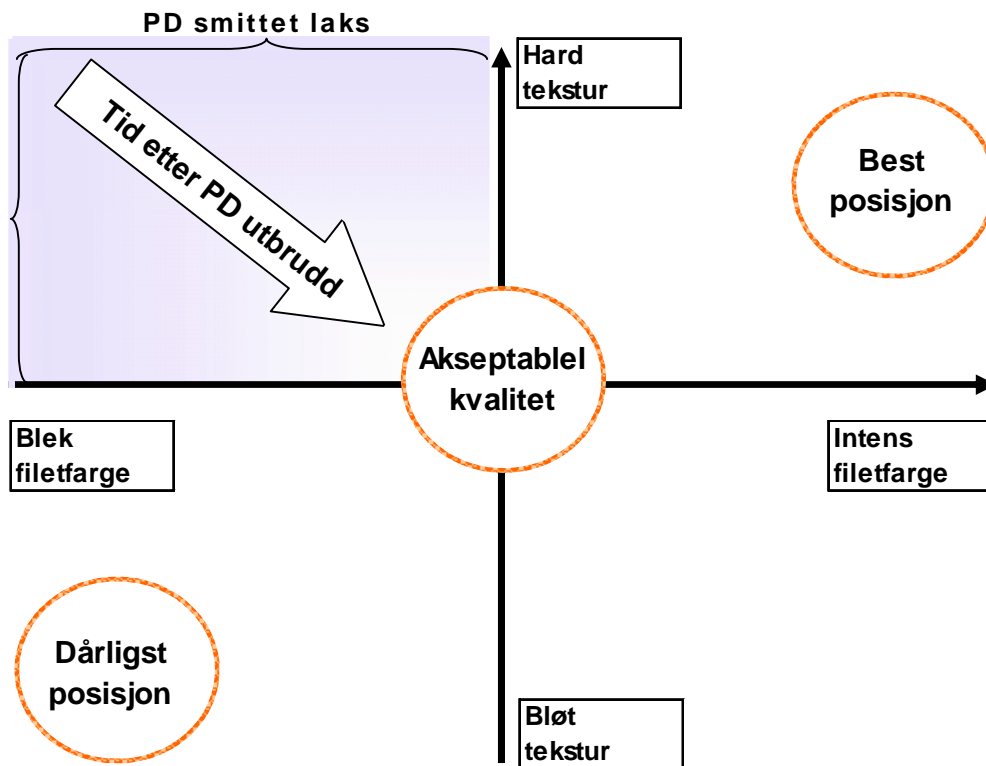 PD smittet laks
Hard
tekstur
Tid etter PD utbrudd
Best
posisjon
Akseptablel
kvalitet
Blek
filetfarge
Intens
filetfarge
Dårligst
posisjon
Bløt
tekstur